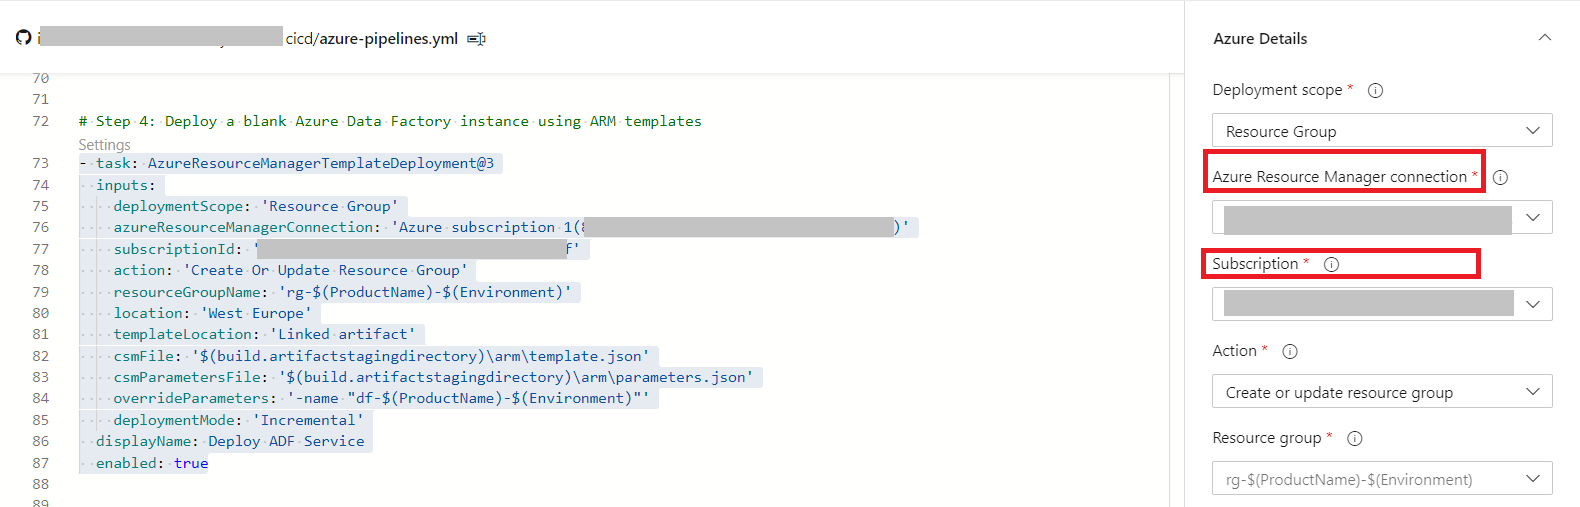 cicd/azure-pipelines.yml
70
71
72 # Step 4: Deploy a blank Azure Data Factory instance using ARM templates
Settings
73 - task: AzureResourceManagerTemplateDeployment@3
74 inputs:
75 deploymentScope: 'Resource Group'
76 azureResourceManagerConnection: 'Azure subscription 1( )'
77 subscriptionId: ' f'
78 action: 'Create Or Update Resource Group'
79 resourceGroupName: 'rg-$(ProductName)-$(Environment)'
80 location: 'West Europe'
81 templateLocation: 'Linked artifact'
82 csmFile: '$(build.artifactstagingdirectory)\arm\template.json'
83 csmParametersFile: '$(build.artifactstagingdirectory)\arm\parameters.json'
84 overrideParameters: '-name "df-$(ProductName)-$(Environment)"'
85 deploymentMode: 'Incremental'
86 displayName: Deploy ADF Service
87 enabled: true
88
89
Azure Details
Deployment scope *
Resource Group
Azure Resource Manager connection *
Subscription *
Action *
Create or update resource group
Resource group *
rg-$(ProductName)-$(Environment)